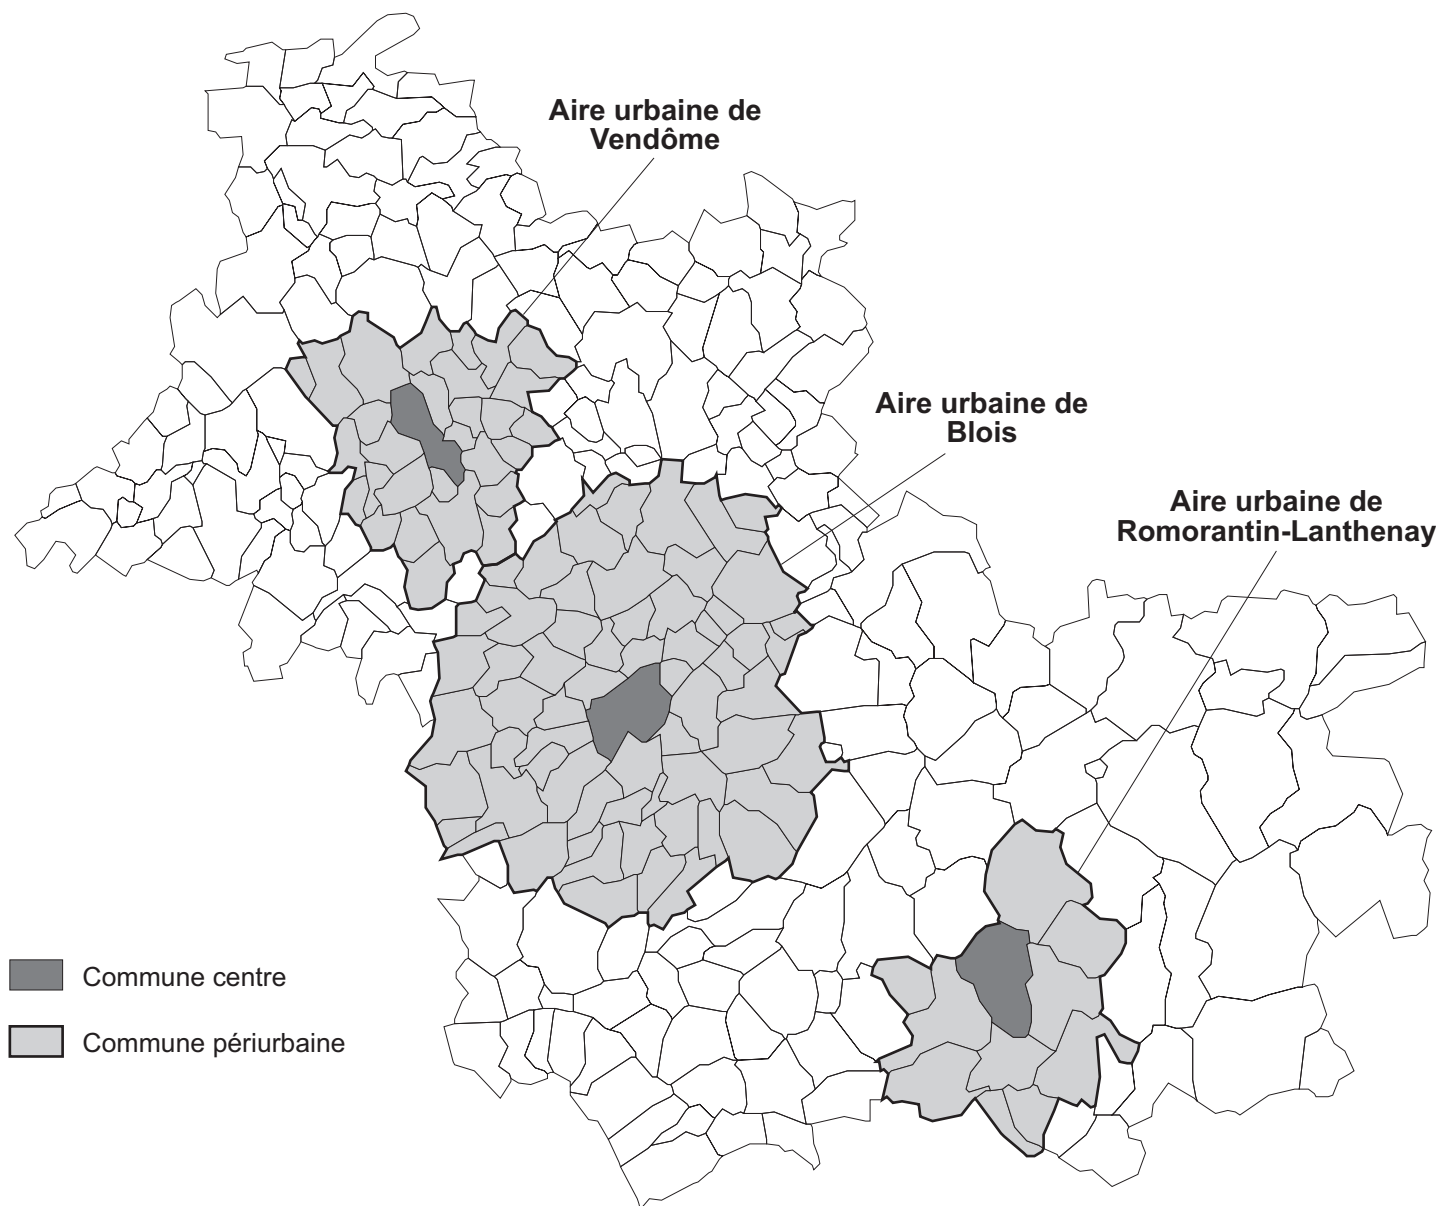 Aire urbaine de
Vendôme
Aire urbaine de
Blois
Aire urbaine de
Romorantin-Lanthenay
Commune centre
Commune périurbaine